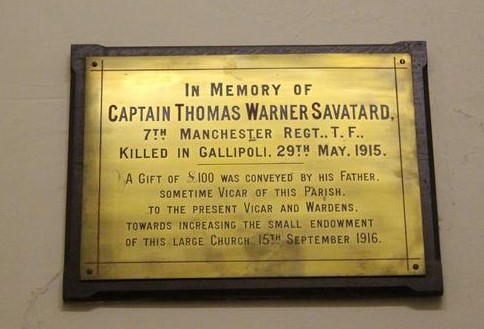 IN MEMORY OF
CAPTAIN THOMAS WARNER SAVATARD,
7TH MANCHESTER REGT., T.F.,
KILLED IN GALLIPOLI, 29TH MAY, 1915.
A GIFT OF £100 WAS CONVEYED BY HIS FATHER,
SOMETIME VICAR OF THIS PARISH,
TO THE PRESENT VICAR AND WARDENS,
TOWARDS INCREASING THE SMALL ENDOWMENT
OF THIS LARGE CHURCH, 15TH SEPTEMBER 1916.